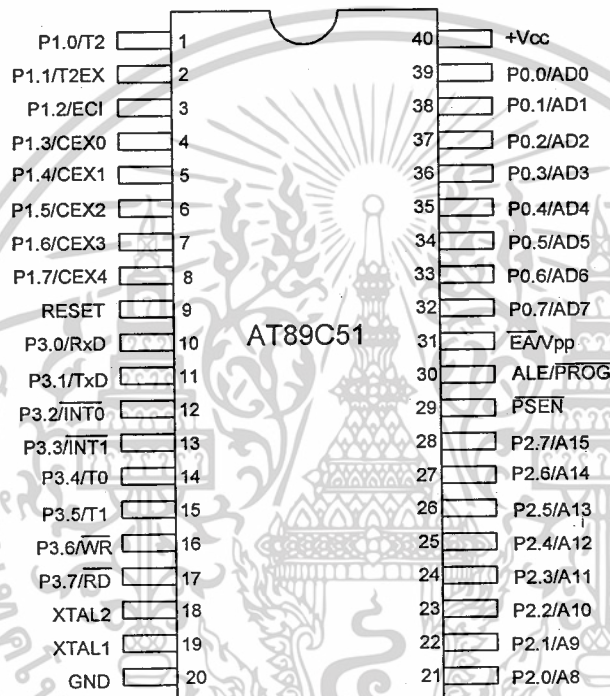 P1.0/T2 1 40 +Vcc
P1.1/T2EX 2 39 P0.0/AD0
P1.2/ECI 3 38 P0.1/AD1
P1.3/CEX0 4 37 P0.2/AD2
P1.4/CEX1 5 36 P0.3/AD3
P1.5/CEX2 6 35 P0.4/AD4
P1.6/CEX3 7 34 P0.5/AD5
P1.7/CEX4 8 33 P0.6/AD6
RESET 9 32 P0.7/AD7
AT89C51
P3.0/RxD 10 31 E̅A̅/Vpp
P3.1/TxD 11 30 ALE/P̅R̅O̅G̅
P3.2/I̅N̅T̅0̅ 12 29 P̅S̅E̅N̅
P3.3/I̅N̅T̅1̅ 13 28 P2.7/A15
P3.4/T0 14 27 P2.6/A14
P3.5/T1 15 26 P2.5/A13
P3.6/W̅R̅ 16 25 P2.4/A12
P3.7/R̅D̅ 17 24 P2.3/A11
XTAL2 18 23 P2.2/A10
XTAL1 19 22 P2.1/A9
GND 20 21 P2.0/A8